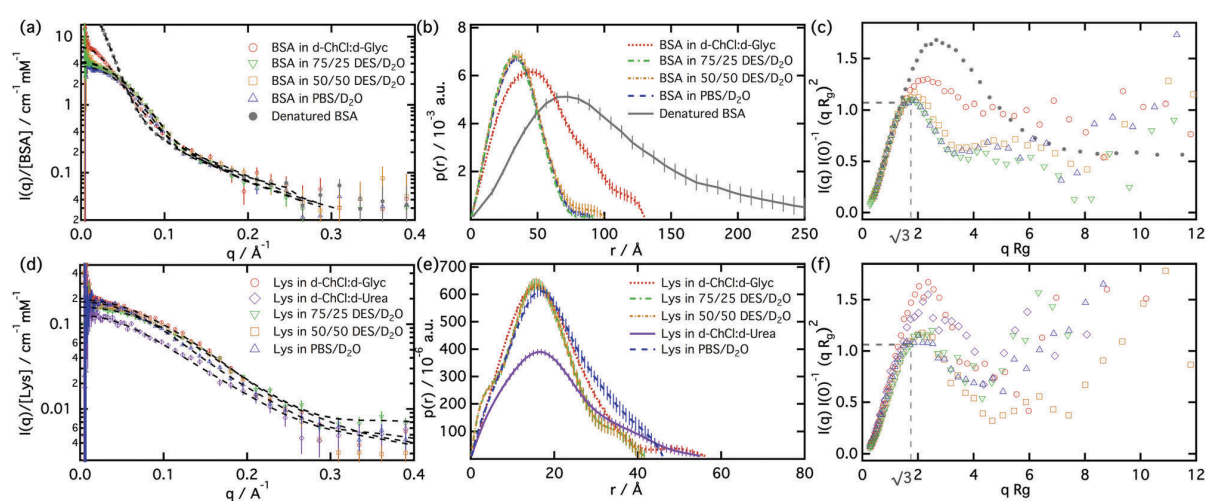 (a)
I(q)/[BSA] / cm⁻¹ mM⁻¹
10
8
6
4
2
1
8
6
4
2
0.1
8
6
4
2
BSA in d-ChCl:d-Glyc
BSA in 75/25 DES/D₂O
BSA in 50/50 DES/D₂O
BSA in PBS/D₂O
Denatured BSA
0.0 0.1 0.2 0.3 0.4
q / Å⁻¹
(b)
p(r) / 10⁻³ a.u.
8
6
4
2
BSA in d-ChCl:d-Glyc
BSA in 75/25 DES/D₂O
BSA in 50/50 DES/D₂O
BSA in PBS/D₂O
Denatured BSA
0 50 100 150 200 250
r / Å
(c)
I(q) I(0)⁻¹ (q Rg)²
1.5
1.0
0.5
0.0
0 √3 2 4 6 8 10 12
q Rg
(d)
I(q)/[Lys] / cm⁻¹ mM⁻¹
4
2
0.1
8
6
4
2
0.01
8
6
4
Lys in d-ChCl:d-Glyc
Lys in d-ChCl:d-Urea
Lys in 75/25 DES/D₂O
Lys in 50/50 DES/D₂O
Lys in PBS/D₂O
0.0 0.1 0.2 0.3 0.4
q / Å⁻¹
(e)
p(r) / 10⁻⁶ a.u.
700
600
500
400
300
200
100
Lys in d-ChCl:d-Glyc
Lys in 75/25 DES/D₂O
Lys in 50/50 DES/D₂O
Lys in d-ChCl:d-Urea
Lys in PBS/D₂O
0 20 40 60 80
r / Å
(f)
I(q) I(0)⁻¹ (q Rg)²
1.5
1.0
0.5
0.0
0 √3 2 4 6 8 10 12
q Rg